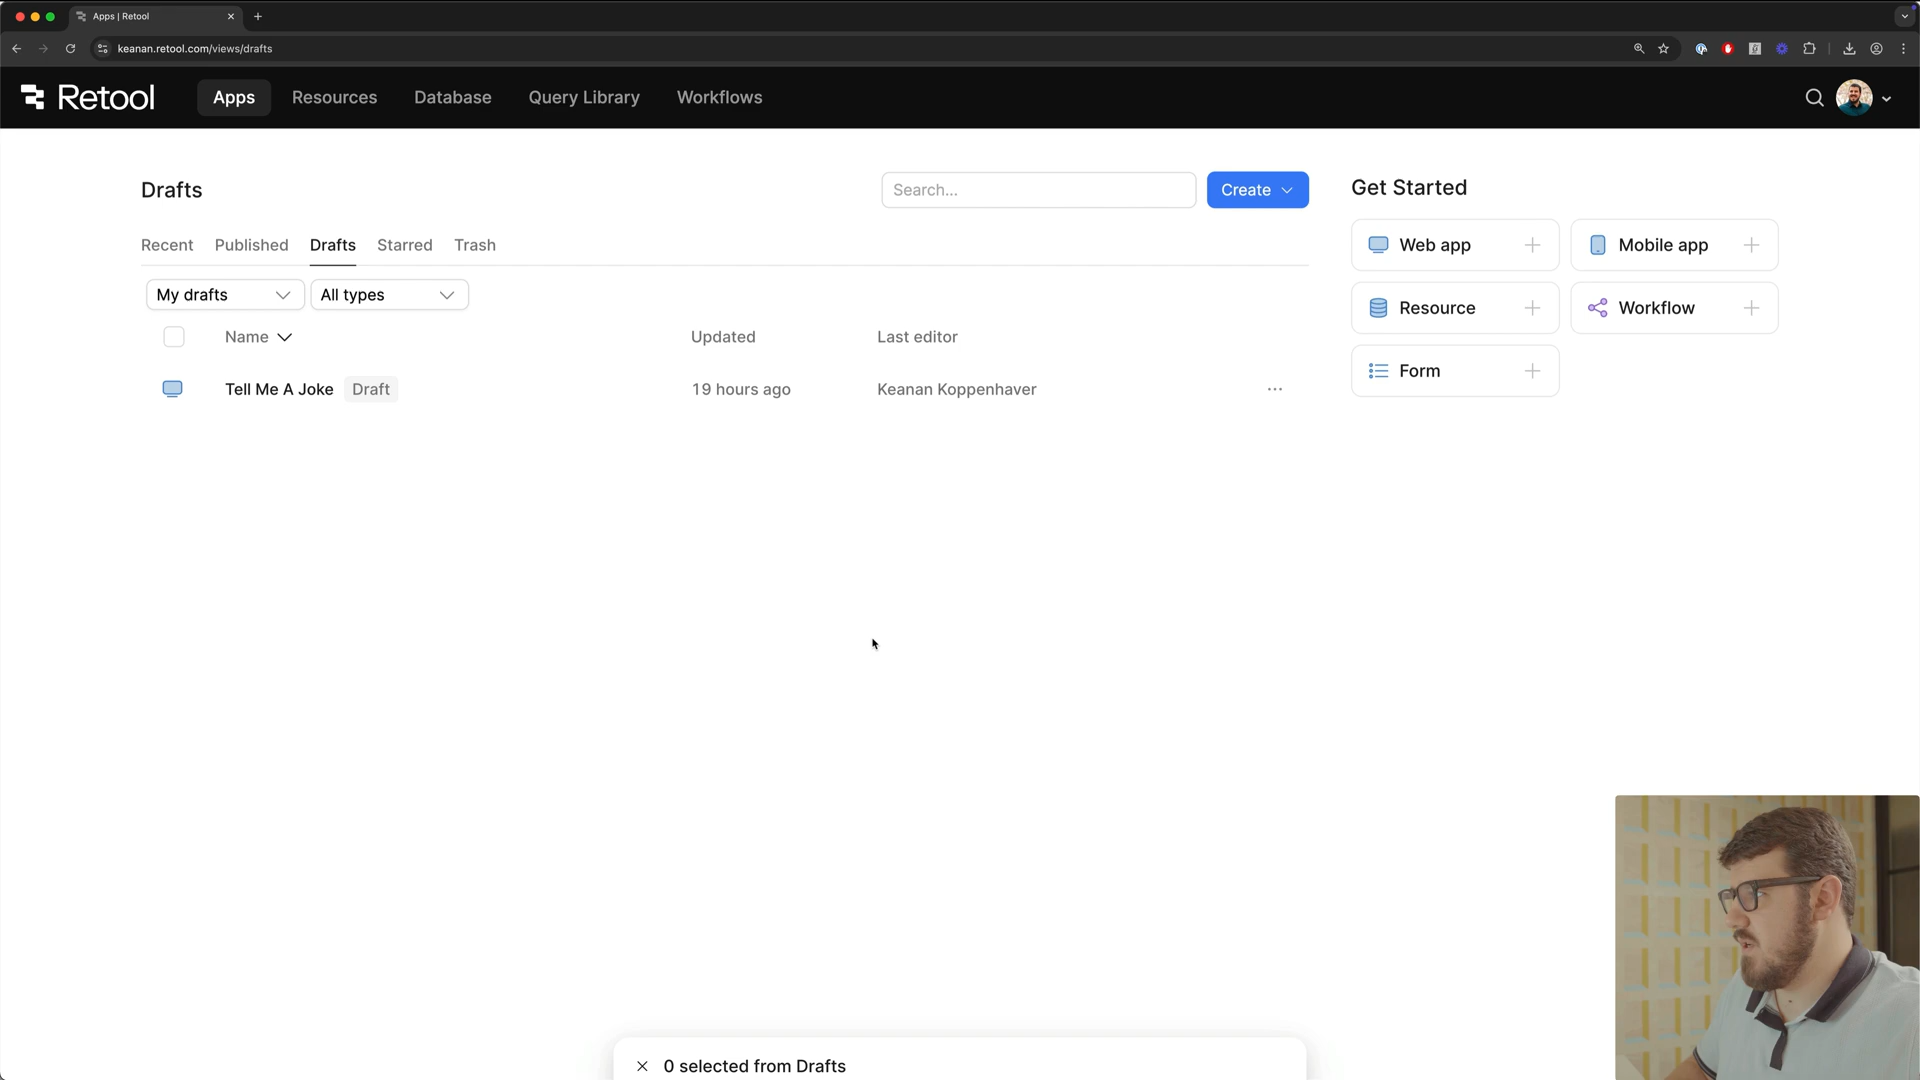 Apps | Retool
keanan.retool.com/views/drafts
Retool
Apps
Resources
Database
Query Library
Workflows
Drafts
Search...
Create
Get Started
Recent
Published
Drafts
Starred
Trash
Web app
Mobile app
My drafts
All types
Resource
Workflow
Name
Updated
Last editor
Form
Tell Me A Joke
Draft
19 hours ago
Keanan Koppenhaver
0 selected from Drafts